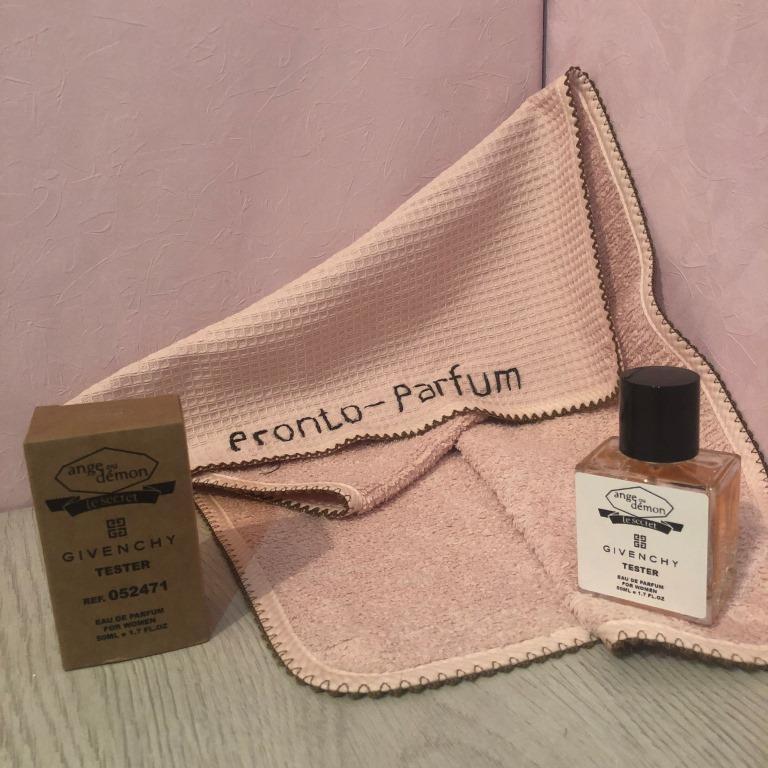 Pronto-Parfum
ange ou
démon
le secret
GIVENCHY
TESTER
REF. 052471
EAU DE PARFUM
FOR WOMEN
50ML e 1.7 FL.OZ
ange ou
démon
le secret
GIVENCHY
TESTER
EAU DE PARFUM
FOR WOMEN
50ML e 1.7 FL.OZ